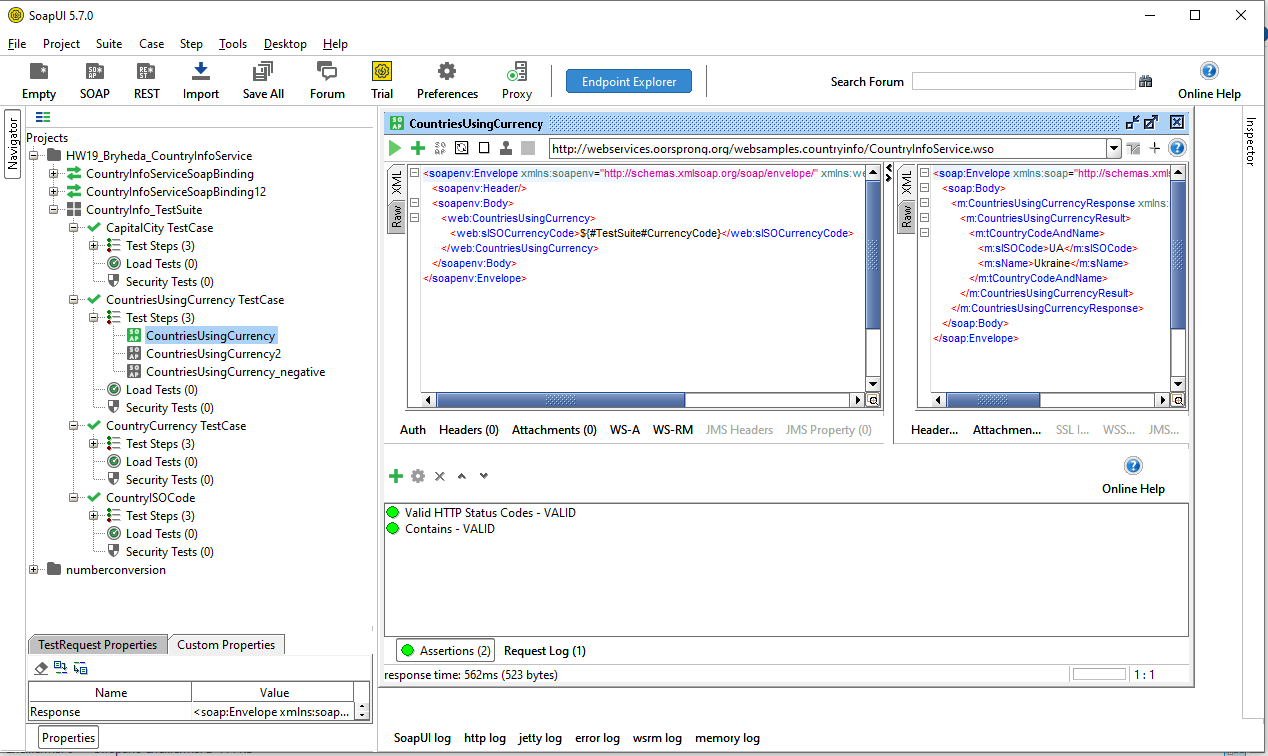 SoapUI 5.7.0
File Project Suite Case Step Tools Desktop Help
Empty SOAP REST Import Save All Forum Trial Preferences Proxy Endpoint Explorer Search Forum Online Help
Navigator
Projects
HW19_Bryheda_CountryInfoService
CountryInfoServiceSoapBinding
CountryInfoServiceSoapBinding12
CountryInfo_TestSuite
CapitalCity TestCase
Test Steps (3)
Load Tests (0)
Security Tests (0)
CountriesUsingCurrency TestCase
Test Steps (3)
CountriesUsingCurrency
CountriesUsingCurrency2
CountriesUsingCurrency_negative
Load Tests (0)
Security Tests (0)
CountryCurrency TestCase
Test Steps (3)
Load Tests (0)
Security Tests (0)
CountryISOCode
Test Steps (3)
Load Tests (0)
Security Tests (0)
numberconversion
TestRequest Properties Custom Properties
Name Value
Response <soap:Envelope xmlns:soap...
Properties
CountriesUsingCurrency
http://webservices.oorsprong.org/websamples.countryinfo/CountryInfoService.wso
XML
Raw
<soapenv:Envelope xmlns:soapenv="http://schemas.xmlsoap.org/soap/envelope/" xmlns:we
<soapenv:Header/>
<soapenv:Body>
<web:CountriesUsingCurrency>
<web:sISOCurrencyCode>${#TestSuite#CurrencyCode}</web:sISOCurrencyCode>
</web:CountriesUsingCurrency>
</soapenv:Body>
</soapenv:Envelope>
XML
Raw
<soap:Envelope xmlns:soap="http://schemas.xmls
<soap:Body>
<m:CountriesUsingCurrencyResponse xmlns:
<m:CountriesUsingCurrencyResult>
<m:tCountryCodeAndName>
<m:sISOCode>UA</m:sISOCode>
<m:sName>Ukraine</m:sName>
</m:tCountryCodeAndName>
</m:CountriesUsingCurrencyResult>
</m:CountriesUsingCurrencyResponse>
</soap:Body>
</soap:Envelope>
Auth Headers (0) Attachments (0) WS-A WS-RM JMS Headers JMS Property (0)
Header... Attachmen... SSL I... WSS... JMS...
Online Help
Valid HTTP Status Codes - VALID
Contains - VALID
Assertions (2) Request Log (1)
response time: 562ms (523 bytes) 1 : 1
Inspector
SoapUI log http log jetty log error log wsrm log memory log